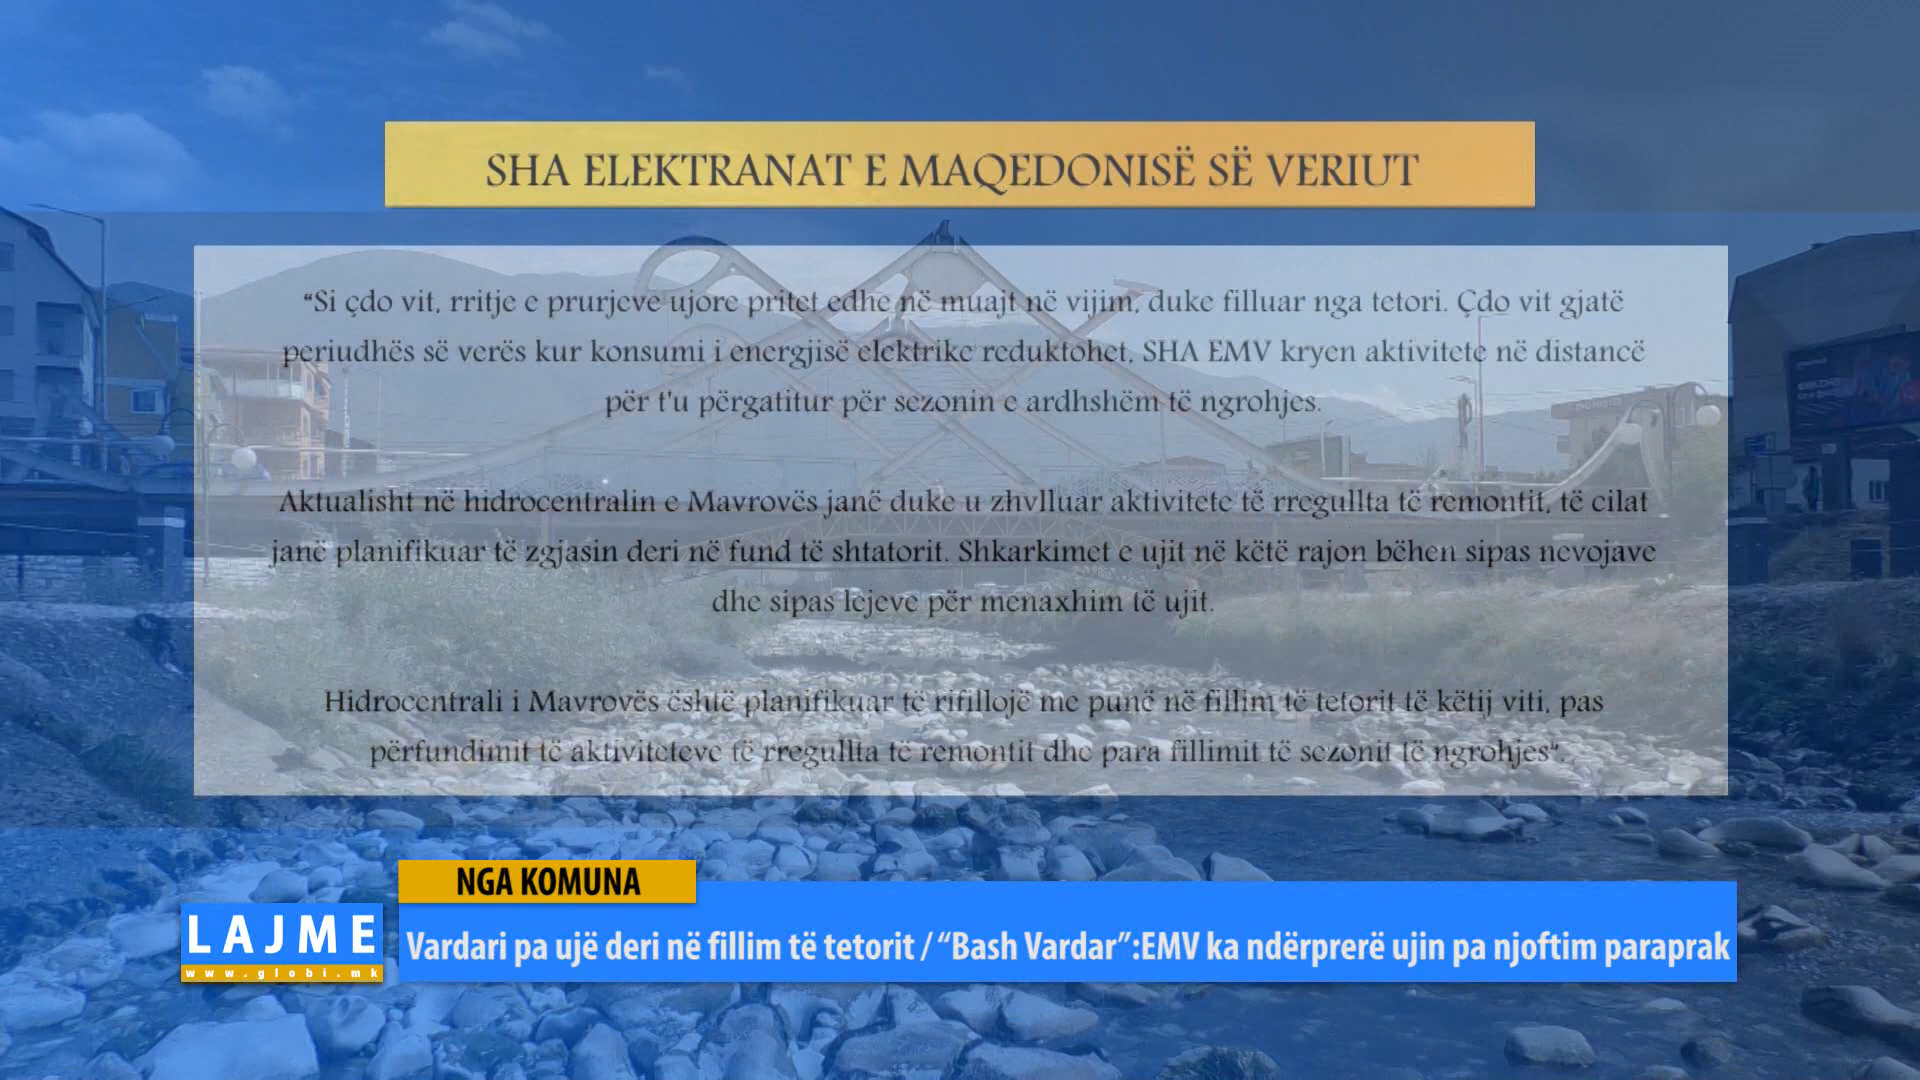 SHA ELEKTRANAT E MAQEDONISË SË VERIUT
“Si çdo vit, rritje e prurjeve ujore pritet edhe në muajt në vijim, duke filluar nga tetori. Çdo vit gjatë
periudhës së verës kur konsumi i energjisë elektrike reduktohet, SHA EMV kryen aktivitete në distancë
për t'u përgatitur për sezonin e ardhshëm të ngrohjes.
Aktualisht në hidrocentralin e Mavrovës janë duke u zhvlluar aktivitete të rregullta të remontit, të cilat
janë planifikuar të zgjasin deri në fund të shtatorit. Shkarkimet e ujit në këtë rajon bëhen sipas nevojave
dhe sipas lejeve për menaxhim të ujit.
Hidrocentrali i Mavrovës është planifikuar të rifillojë me punë në fillim të tetorit të këtij viti, pas
përfundimit të aktiviteteve të rregullta të remontit dhe para fillimit të sezonit të ngrohjes”.
NGA KOMUNA
LAJME
www.globi.mk
Vardari pa ujë deri në fillim të tetorit / “Bash Vardar”:EMV ka ndërprerë ujin pa njoftim paraprak